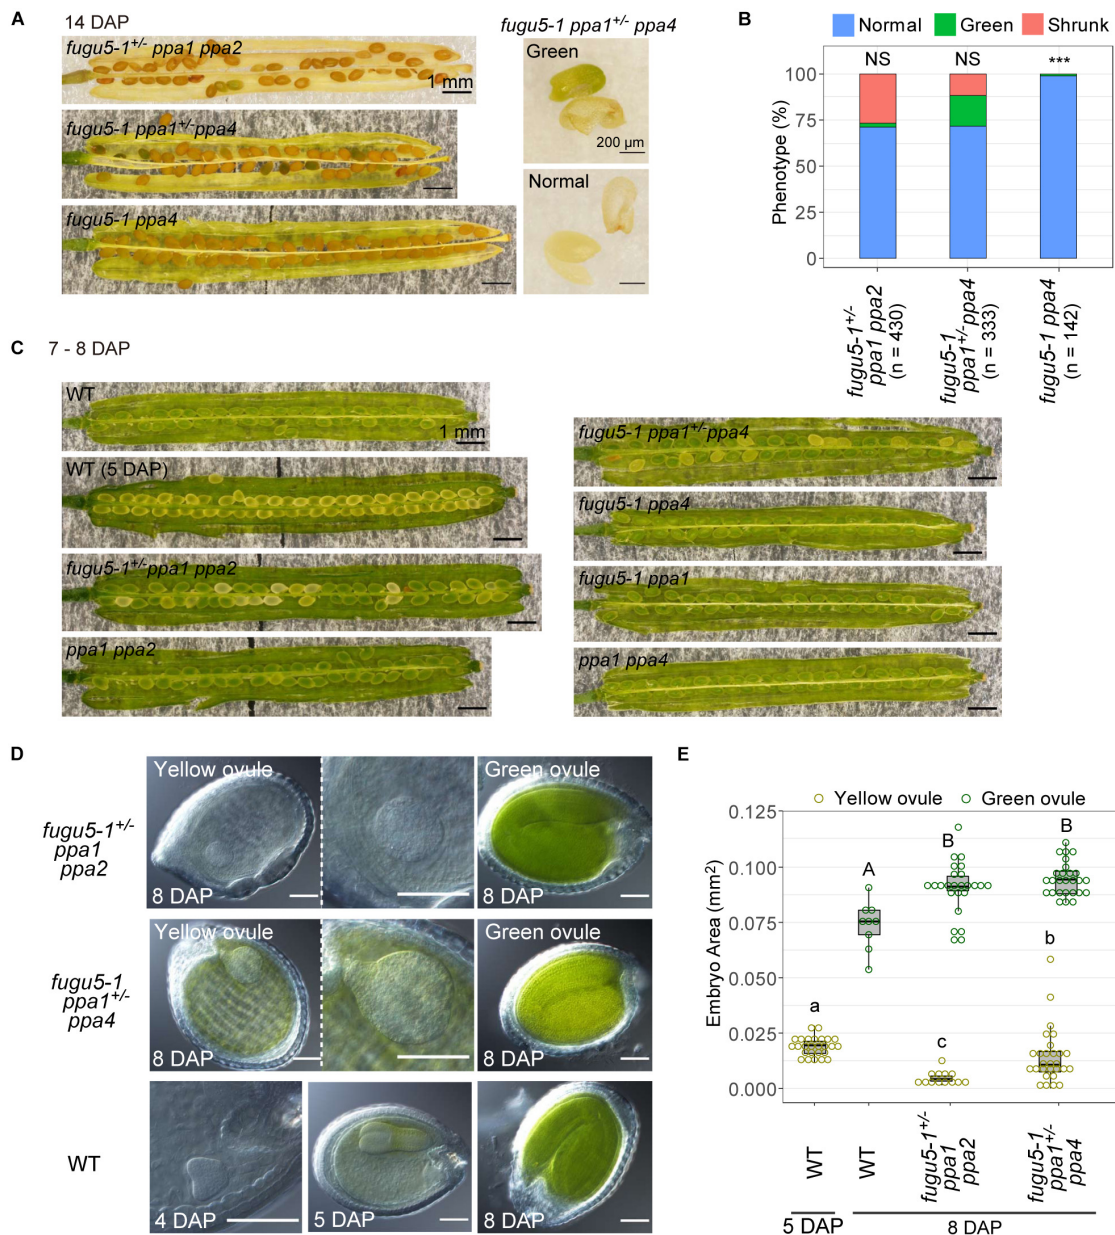 A
14 DAP
fugu5-1+/- ppa1 ppa2
1 mm
fugu5-1 ppa1+/-ppa4
fugu5-1 ppa4
fugu5-1 ppa1+/- ppa4
Green
200 µm
Normal
B
Normal Green Shrunk
NS NS ***
100
75
50
25
0
Phenotype (%)
fugu5-1+/-
ppa1 ppa2
(n = 430)
fugu5-1
ppa1+/-ppa4
(n = 333)
fugu5-1 ppa4
(n = 142)
C
7 - 8 DAP
WT
1 mm
WT (5 DAP)
fugu5-1+/-ppa1 ppa2
ppa1 ppa2
fugu5-1 ppa1+/-ppa4
fugu5-1 ppa4
fugu5-1 ppa1
ppa1 ppa4
D
fugu5-1+/-
ppa1
ppa2
Yellow ovule
8 DAP
Green ovule
8 DAP
fugu5-1
ppa1+/-
ppa4
Yellow ovule
8 DAP
Green ovule
8 DAP
WT
4 DAP
5 DAP
8 DAP
E
Yellow ovule Green ovule
0.125
0.100
0.075
0.050
0.025
0.000
Embryo Area (mm2)
a
A
B
c
B
b
WT
WT
fugu5-1+/-
ppa1
ppa2
fugu5-1
ppa1+/-
ppa4
5 DAP
8 DAP